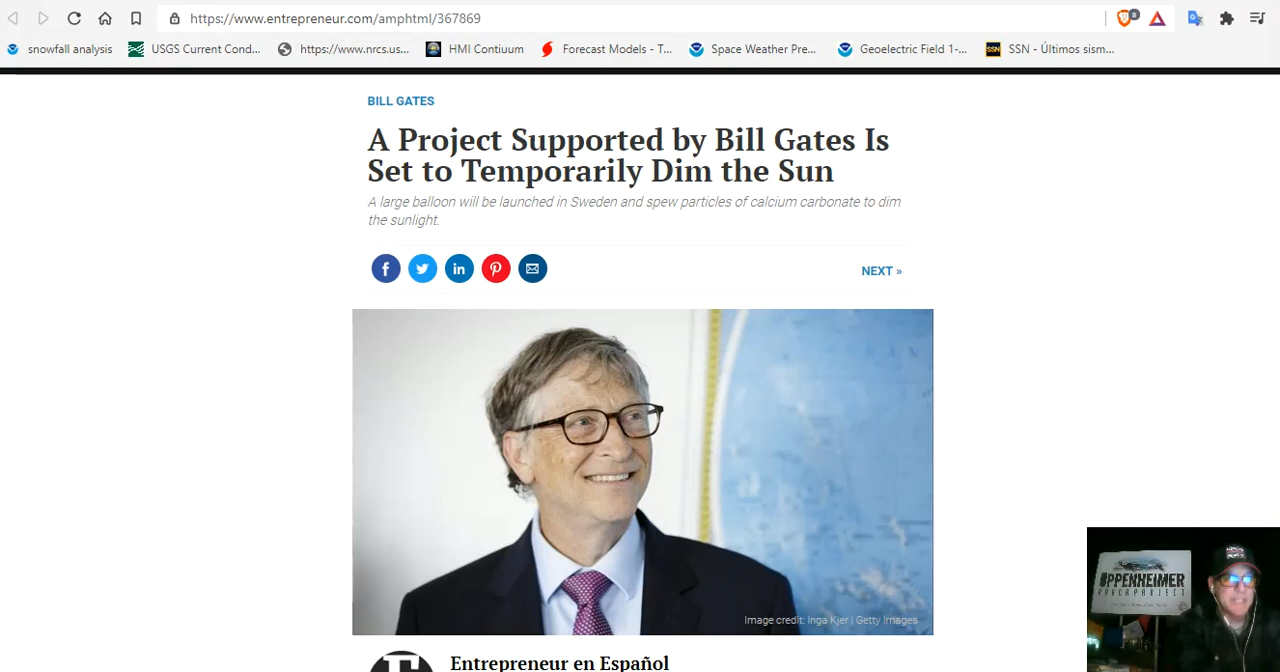 https://www.entrepreneur.com/amphtml/367869
snowfall analysis USGS Current Cond... https://www.nrcs.us... HMI Contiuum Forecast Models - T... Space Weather Pre... Geoelectric Field 1-... SSN SSN - Últimos sism...
BILL GATES
A Project Supported by Bill Gates Is
Set to Temporarily Dim the Sun
A large balloon will be launched in Sweden and spew particles of calcium carbonate to dim
the sunlight.
NEXT »
Image credit: Inga Kjer | Getty Images
Entrepreneur en Español
OPPENHEIMER
RANCH PROJECT